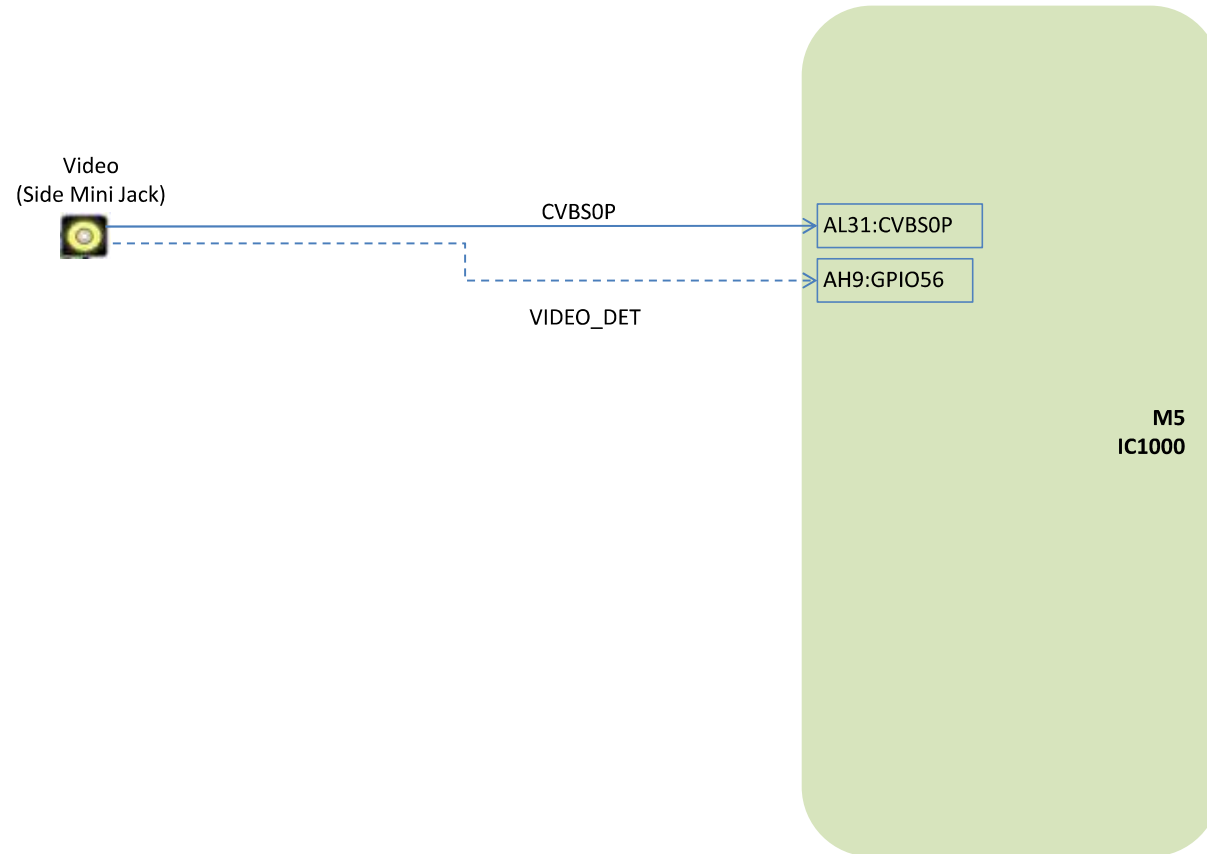 Video
(Side Mini Jack)
CVBS0P
AL31:CVBS0P
AH9:GPIO56
VIDEO_DET
M5
IC1000